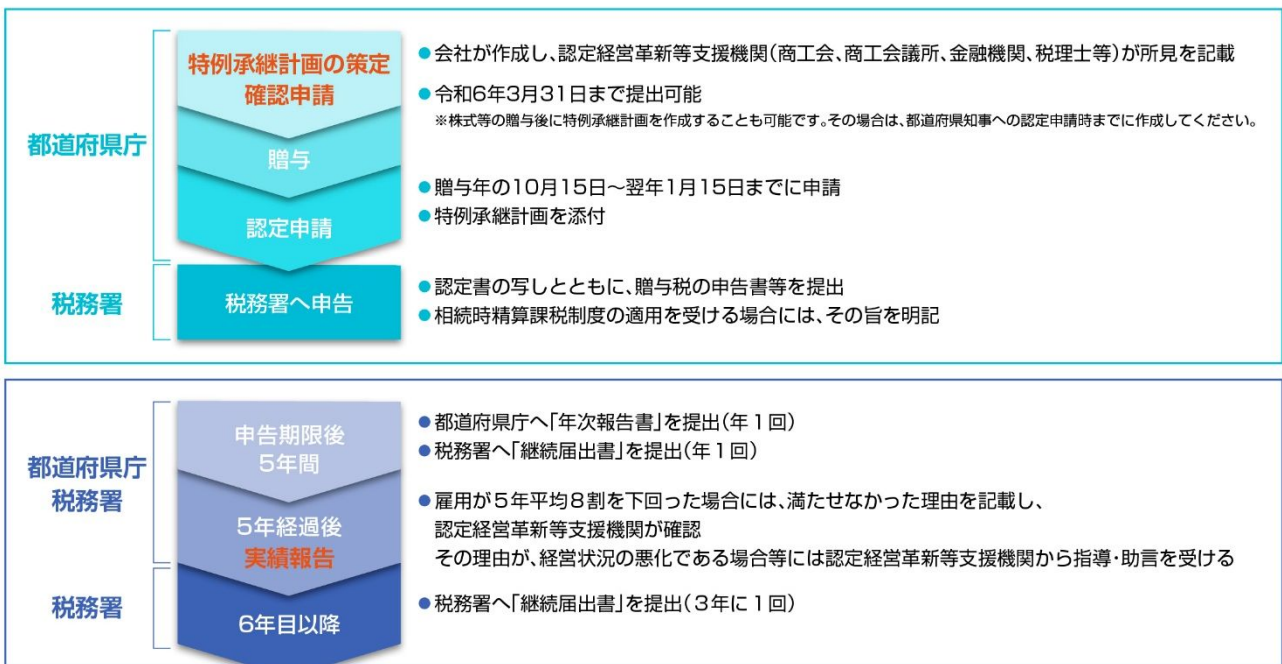 都道府県庁
特例承継計画の策定
確認申請
●会社が作成し、認定経営革新等支援機関(商工会、商工会議所、金融機関、税理士等)が所見を記載
●令和6年3月31日まで提出可能
※株式等の贈与後に特例承継計画を作成することも可能です。その場合は、都道府県知事への認定申請時までに作成してください。
贈与
認定申請
●贈与年の10月15日～翌年1月15日までに申請
●特例承継計画を添付
税務署
税務署へ申告
●認定書の写しとともに、贈与税の申告書等を提出
●相続時精算課税制度の適用を受ける場合には、その旨を明記
都道府県庁
税務署
申告期限後
5年間
●都道府県庁へ「年次報告書」を提出(年1回)
●税務署へ「継続届出書」を提出(年1回)
5年経過後
実績報告
●雇用が5年平均8割を下回った場合には、満たせなかった理由を記載し、
認定経営革新等支援機関が確認
その理由が、経営状況の悪化である場合等には認定経営革新等支援機関から指導・助言を受ける
税務署
6年目以降
●税務署へ「継続届出書」を提出(3年に1回)